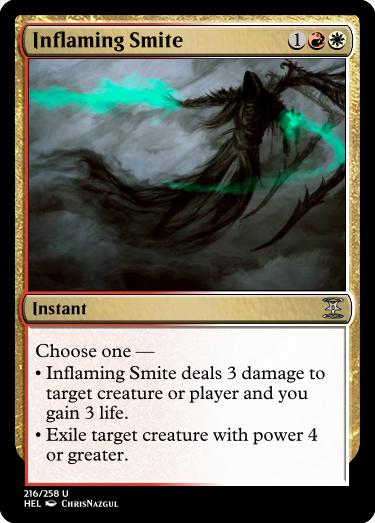 Inflaming Smite 1
Instant
Choose one —
• Inflaming Smite deals 3 damage to
target creature or player and you
gain 3 life.
• Exile target creature with power 4
or greater.
216/258 U
HEL ChrisNazgul